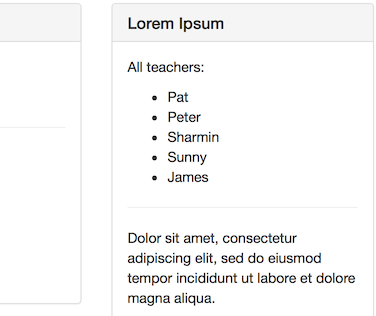 Lorem Ipsum
All teachers:
Pat
Peter
Sharmin
Sunny
James
Dolor sit amet, consectetur
adipiscing elit, sed do eiusmod
tempor incididunt ut labore et dolore
magna aliqua.